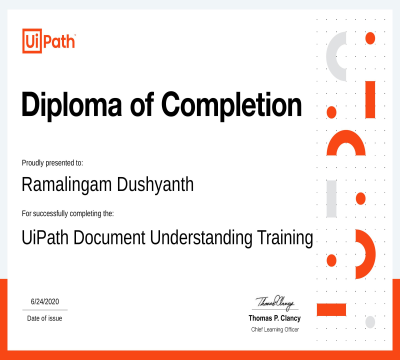 UiPath
Diploma of Completion
Proudly presented to:
Ramalingam Dushyanth
For successfully completing the:
UiPath Document Understanding Training
6/24/2020
Date of issue
Thomas P. Clancy
Thomas P. Clancy
Chief Learning Officer